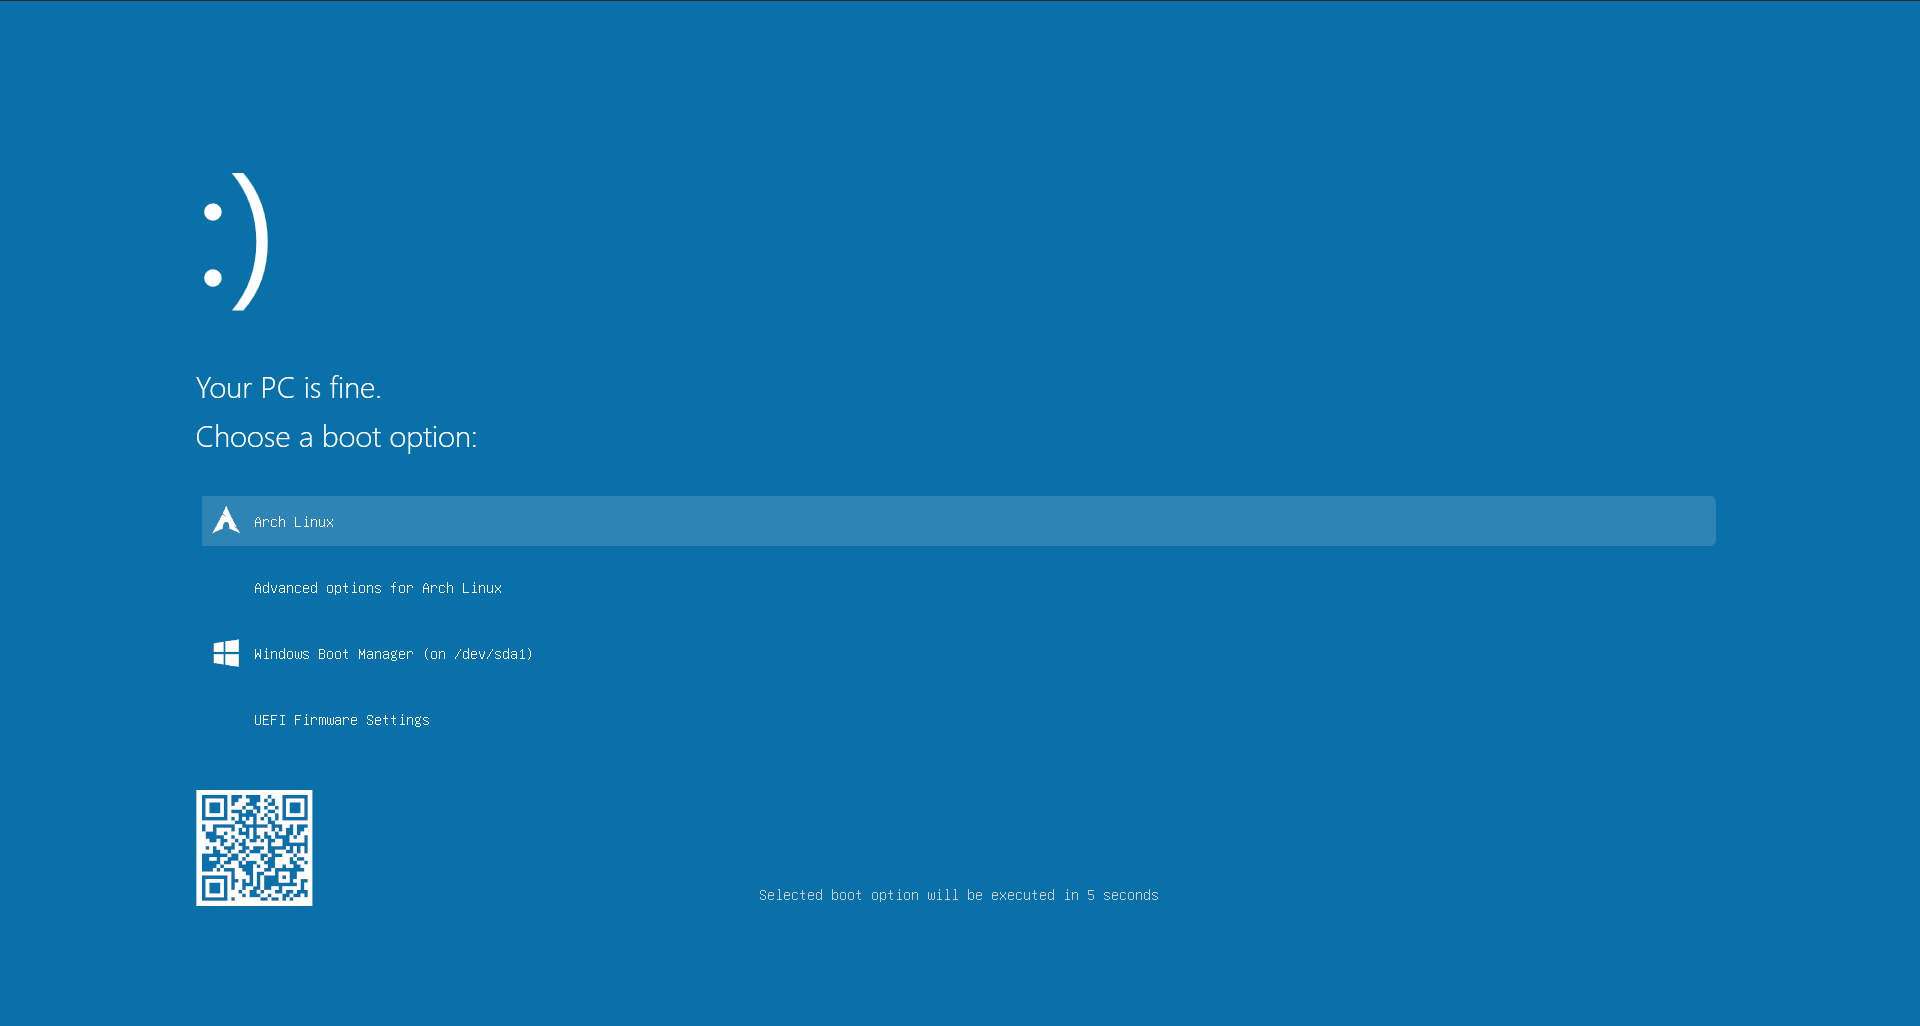 :)
Your PC is fine.
Choose a boot option:
Arch Linux
Advanced options for Arch Linux
Windows Boot Manager (on /dev/sda1)
UEFI Firmware Settings
Selected boot option will be executed in 5 seconds